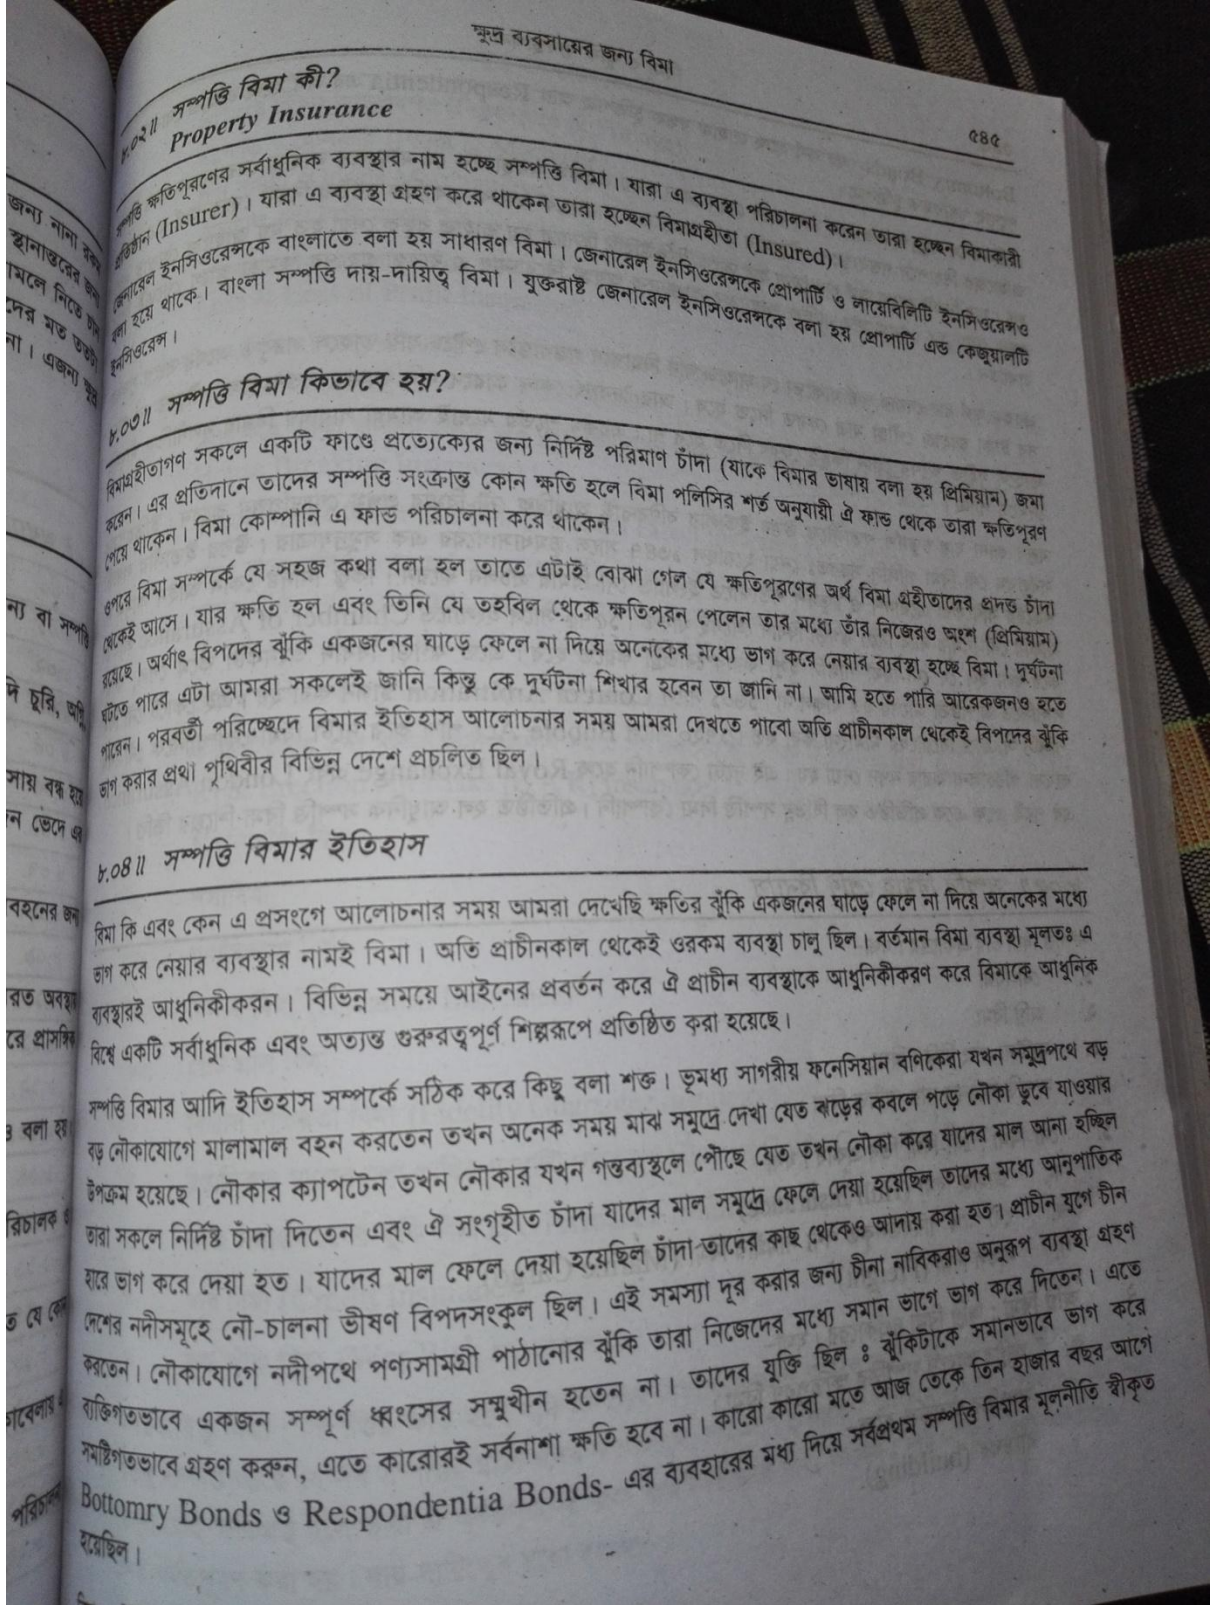 ক্ষুদ্র ব্যবসায়ের জন্য বিমা
৫৪৫
৮.০২॥ সম্পত্তি বিমা কী?
Property Insurance
সম্পত্তি ক্ষতিপূরণের সর্বাধুনিক ব্যবস্থার নাম হচ্ছে সম্পত্তি বিমা। যারা এ ব্যবস্থা পরিচালনা করেন তারা হচ্ছেন বিমাকারী
প্রতিষ্ঠান (Insurer)। যারা এ ব্যবস্থা গ্রহণ করে থাকেন তারা হচ্ছেন বিমাগ্রহীতা (Insured)।
জেনারেল ইনসিওরেন্সকে বাংলাতে বলা হয় সাধারণ বিমা। জেনারেল ইনসিওরেন্সকে প্রোপার্টি ও লায়েবিলিটি ইনসিওরেন্সও
বলা হয়ে থাকে। বাংলা সম্পত্তি দায়-দায়িত্ব বিমা। যুক্তরাষ্ট্রে জেনারেল ইনসিওরেন্সকে বলা হয় প্রোপার্টি এন্ড কেজুয়ালটি
ইনসিওরেন্স।
৮.০৩॥ সম্পত্তি বিমা কিভাবে হয়?
বিমাগ্রহীতাগণ সকলে একটি ফাণ্ডে প্রত্যেক্যের জন্য নির্দিষ্ট পরিমাণ চাঁদা (যাকে বিমার ভাষায় বলা হয় প্রিমিয়াম) জমা
করেন। এর প্রতিদানে তাদের সম্পত্তি সংক্রান্ত কোন ক্ষতি হলে বিমা পলিসির শর্ত অনুযায়ী ঐ ফান্ড থেকে তারা ক্ষতিপূরণ
পেয়ে থাকেন। বিমা কোম্পানি এ ফান্ড পরিচালনা করে থাকেন।
ওপরে বিমা সম্পর্কে যে সহজ কথা বলা হল তাতে এটাই বোঝা গেল যে ক্ষতিপূরণের অর্থ বিমা গ্রহীতাদের প্রদত্ত চাঁদা
থেকেই আসে। যার ক্ষতি হল এবং তিনি যে তহবিল থেকে ক্ষতিপূরন পেলেন তার মধ্যে তাঁর নিজেরও অংশ (প্রিমিয়াম)
রয়েছে। অর্থাৎ বিপদের ঝুঁকি একজনের ঘাড়ে ফেলে না দিয়ে অনেকের মধ্যে ভাগ করে নেয়ার ব্যবস্থা হচ্ছে বিমা। দুর্ঘটনা
ঘটতে পারে এটা আমরা সকলেই জানি কিন্তু কে দুর্ঘটনা শিখার হবেন তা জানি না। আমি হতে পারি আরেকজনও হতে
পারেন। পরবর্তী পরিচ্ছেদে বিমার ইতিহাস আলোচনার সময় আমরা দেখতে পাবো অতি প্রাচীনকাল থেকেই বিপদের ঝুঁকি
ভাগ করার প্রথা পৃথিবীর বিভিন্ন দেশে প্রচলিত ছিল।
৮.০৪॥ সম্পত্তি বিমার ইতিহাস
বিমা কি এবং কেন এ প্রসংগে আলোচনার সময় আমরা দেখেছি ক্ষতির ঝুঁকি একজনের ঘাড়ে ফেলে না দিয়ে অনেকের মধ্যে
ভাগ করে নেয়ার ব্যবস্থার নামই বিমা। অতি প্রাচীনকাল থেকেই ওরকম ব্যবস্থা চালু ছিল। বর্তমান বিমা ব্যবস্থা মূলতঃ এ
ব্যবস্থারই আধুনিকীকরন। বিভিন্ন সময়ে আইনের প্রবর্তন করে ঐ প্রাচীন ব্যবস্থাকে আধুনিকীকরণ করে বিমাকে আধুনিক
বিশ্বে একটি সর্বাধুনিক এবং অত্যন্ত গুরুত্বপূর্ণ শিল্পরূপে প্রতিষ্ঠিত করা হয়েছে।
সম্পত্তি বিমার আদি ইতিহাস সম্পর্কে সঠিক করে কিছু বলা শক্ত। ভূমধ্য সাগরীয় ফনেসিয়ান বণিকেরা যখন সমুদ্রপথে বড়
বড় নৌকাযোগে মালামাল বহন করতেন তখন অনেক সময় মাঝ সমুদ্রে দেখা যেত ঝড়ের কবলে পড়ে নৌকা ডুবে যাওয়ার
উপক্রম হয়েছে। নৌকার ক্যাপটেন তখন নৌকার যখন গন্তব্যস্থলে পৌছে যেত তখন নৌকা করে যাদের মাল আনা হচ্ছিল
তারা সকলে নির্দিষ্ট চাঁদা দিতেন এবং ঐ সংগৃহীত চাঁদা যাদের মাল সমুদ্রে ফেলে দেয়া হয়েছিল তাদের মধ্যে আনুপাতিক
হারে ভাগ করে দেয়া হত। যাদের মাল ফেলে দেয়া হয়েছিল চাঁদা তাদের কাছ থেকেও আদায় করা হত। প্রাচীন যুগে চীন
দেশের নদীসমূহে নৌ-চালনা ভীষণ বিপদসংকুল ছিল। এই সমস্যা দূর করার জন্য চীনা নাবিকরাও অনুরূপ ব্যবস্থা গ্রহণ
করতেন। নৌকাযোগে নদীপথে পণ্যসামগ্রী পাঠানোর ঝুঁকি তারা নিজেদের মধ্যে সমান ভাগে ভাগ করে দিতেন। এতে
ব্যক্তিগতভাবে একজন সম্পূর্ণ ধ্বংসের সম্মুখীন হতেন না। তাদের যুক্তি ছিল ঃ ঝুঁকিটাকে সমানভাবে ভাগ করে
সমষ্টিগতভাবে গ্রহণ করুন, এতে কারোরই সর্বনাশা ক্ষতি হবে না। কারো কারো মতে আজ তেকে তিন হাজার বছর আগে
Bottomry Bonds ও Respondentia Bonds- এর ব্যবহারের মধ্য দিয়ে সর্বপ্রথম সম্পত্তি বিমার মূলনীতি স্বীকৃত
হয়েছিল।